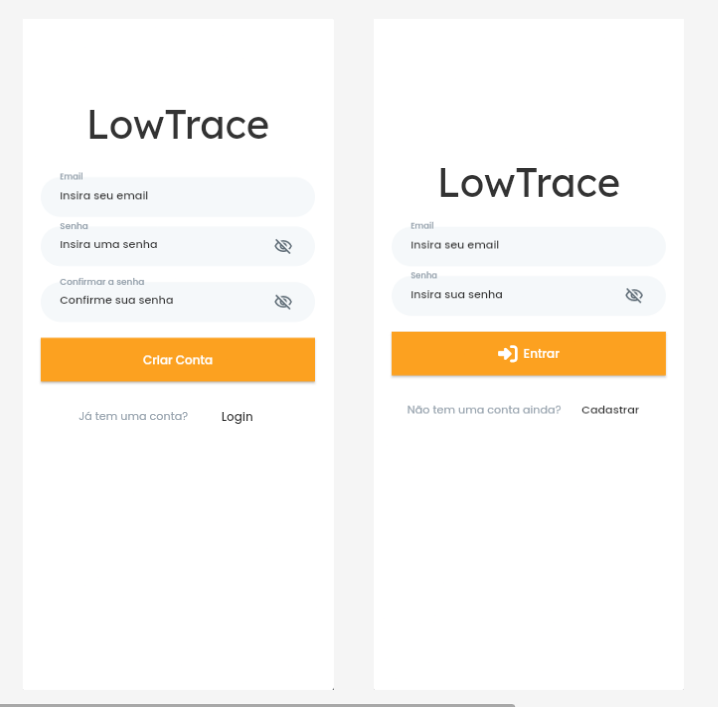 LowTrace
Email
Insira seu email
Senha
Insira uma senha
Confirmar a senha
Confirme sua senha
Criar Conta
Já tem uma conta? Login
LowTrace
Email
Insira seu email
Senha
Insira sua senha
Entrar
Não tem uma conta ainda? Cadastrar